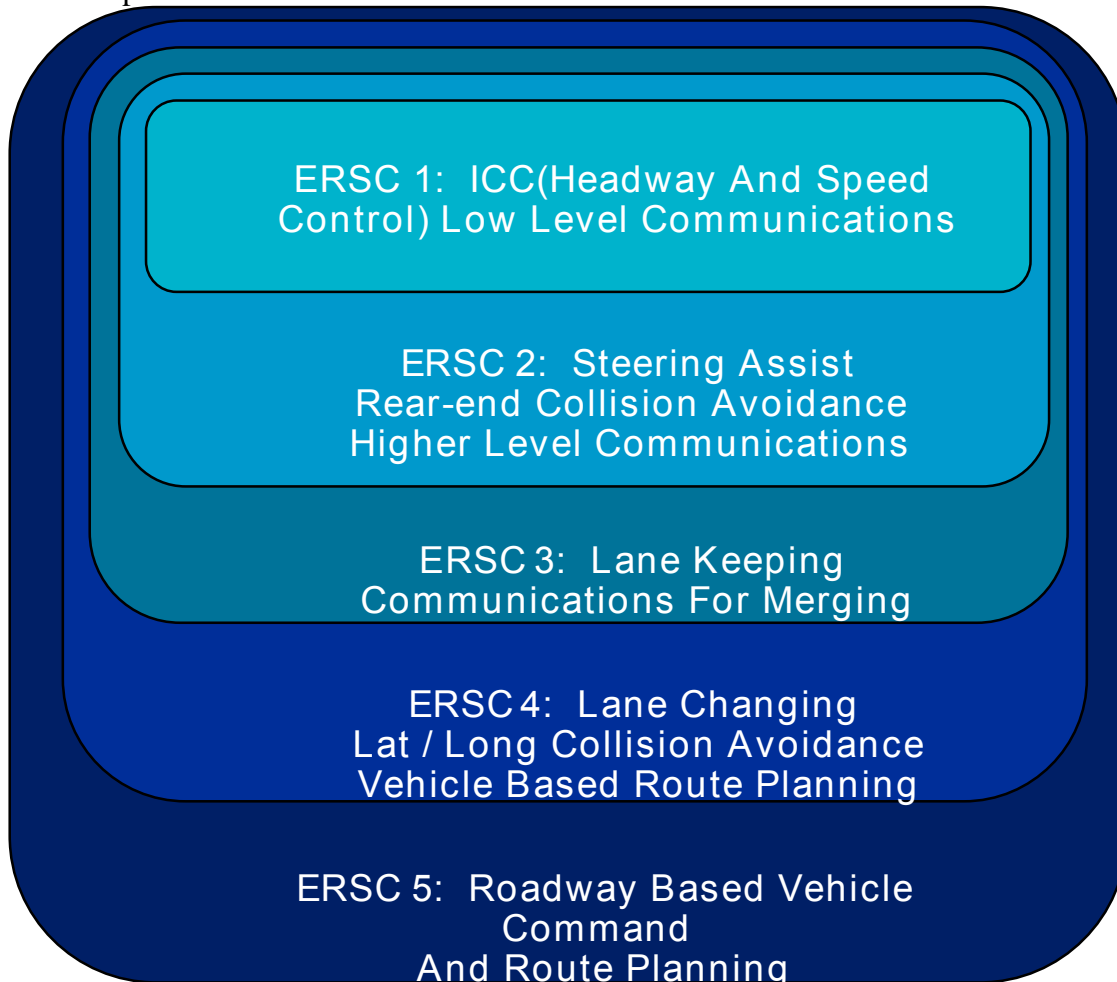 ERSC 1: ICC(Headway And Speed
Control) Low Level Communications
ERSC 2: Steering Assist
Rear-end Collision Avoidance
Higher Level Communications
ERSC 3: Lane Keeping
Communications For Merging
ERSC 4: Lane Changing
Lat / Long Collision Avoidance
Vehicle Based Route Planning
ERSC 5: Roadway Based Vehicle
Command
And Route Planning